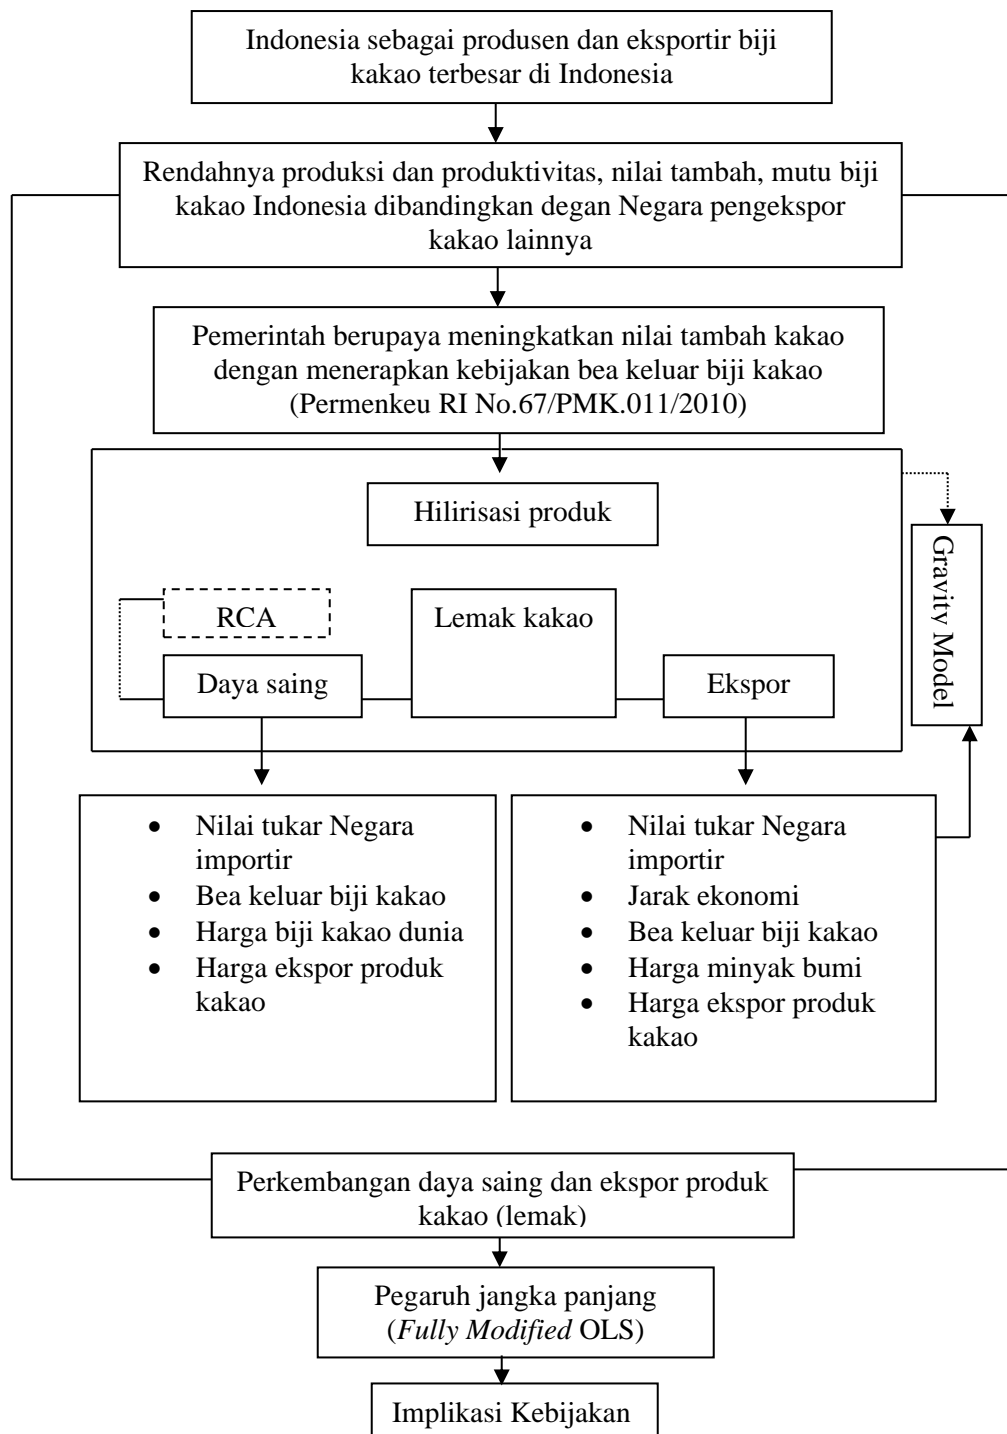 Indonesia sebagai produsen dan eksportir biji
kakao terbesar di Indonesia
Rendahnya produksi dan produktivitas, nilai tambah, mutu biji
kakao Indonesia dibandingkan degan Negara pengekspor
kakao lainnya
Pemerintah berupaya meningkatkan nilai tambah kakao
dengan menerapkan kebijakan bea keluar biji kakao
(Permenkeu RI No.67/PMK.011/2010)
Hilirisasi produk
Gravity Model
RCA
Lemak kakao
Daya saing
Ekspor
• Nilai tukar Negara
importir
• Bea keluar biji kakao
• Harga biji kakao dunia
• Harga ekspor produk
kakao
• Nilai tukar Negara
importir
• Jarak ekonomi
• Bea keluar biji kakao
• Harga minyak bumi
• Harga ekspor produk
kakao
Perkembangan daya saing dan ekspor produk
kakao (lemak)
Pegaruh jangka panjang
(Fully Modified OLS)
Implikasi Kebijakan